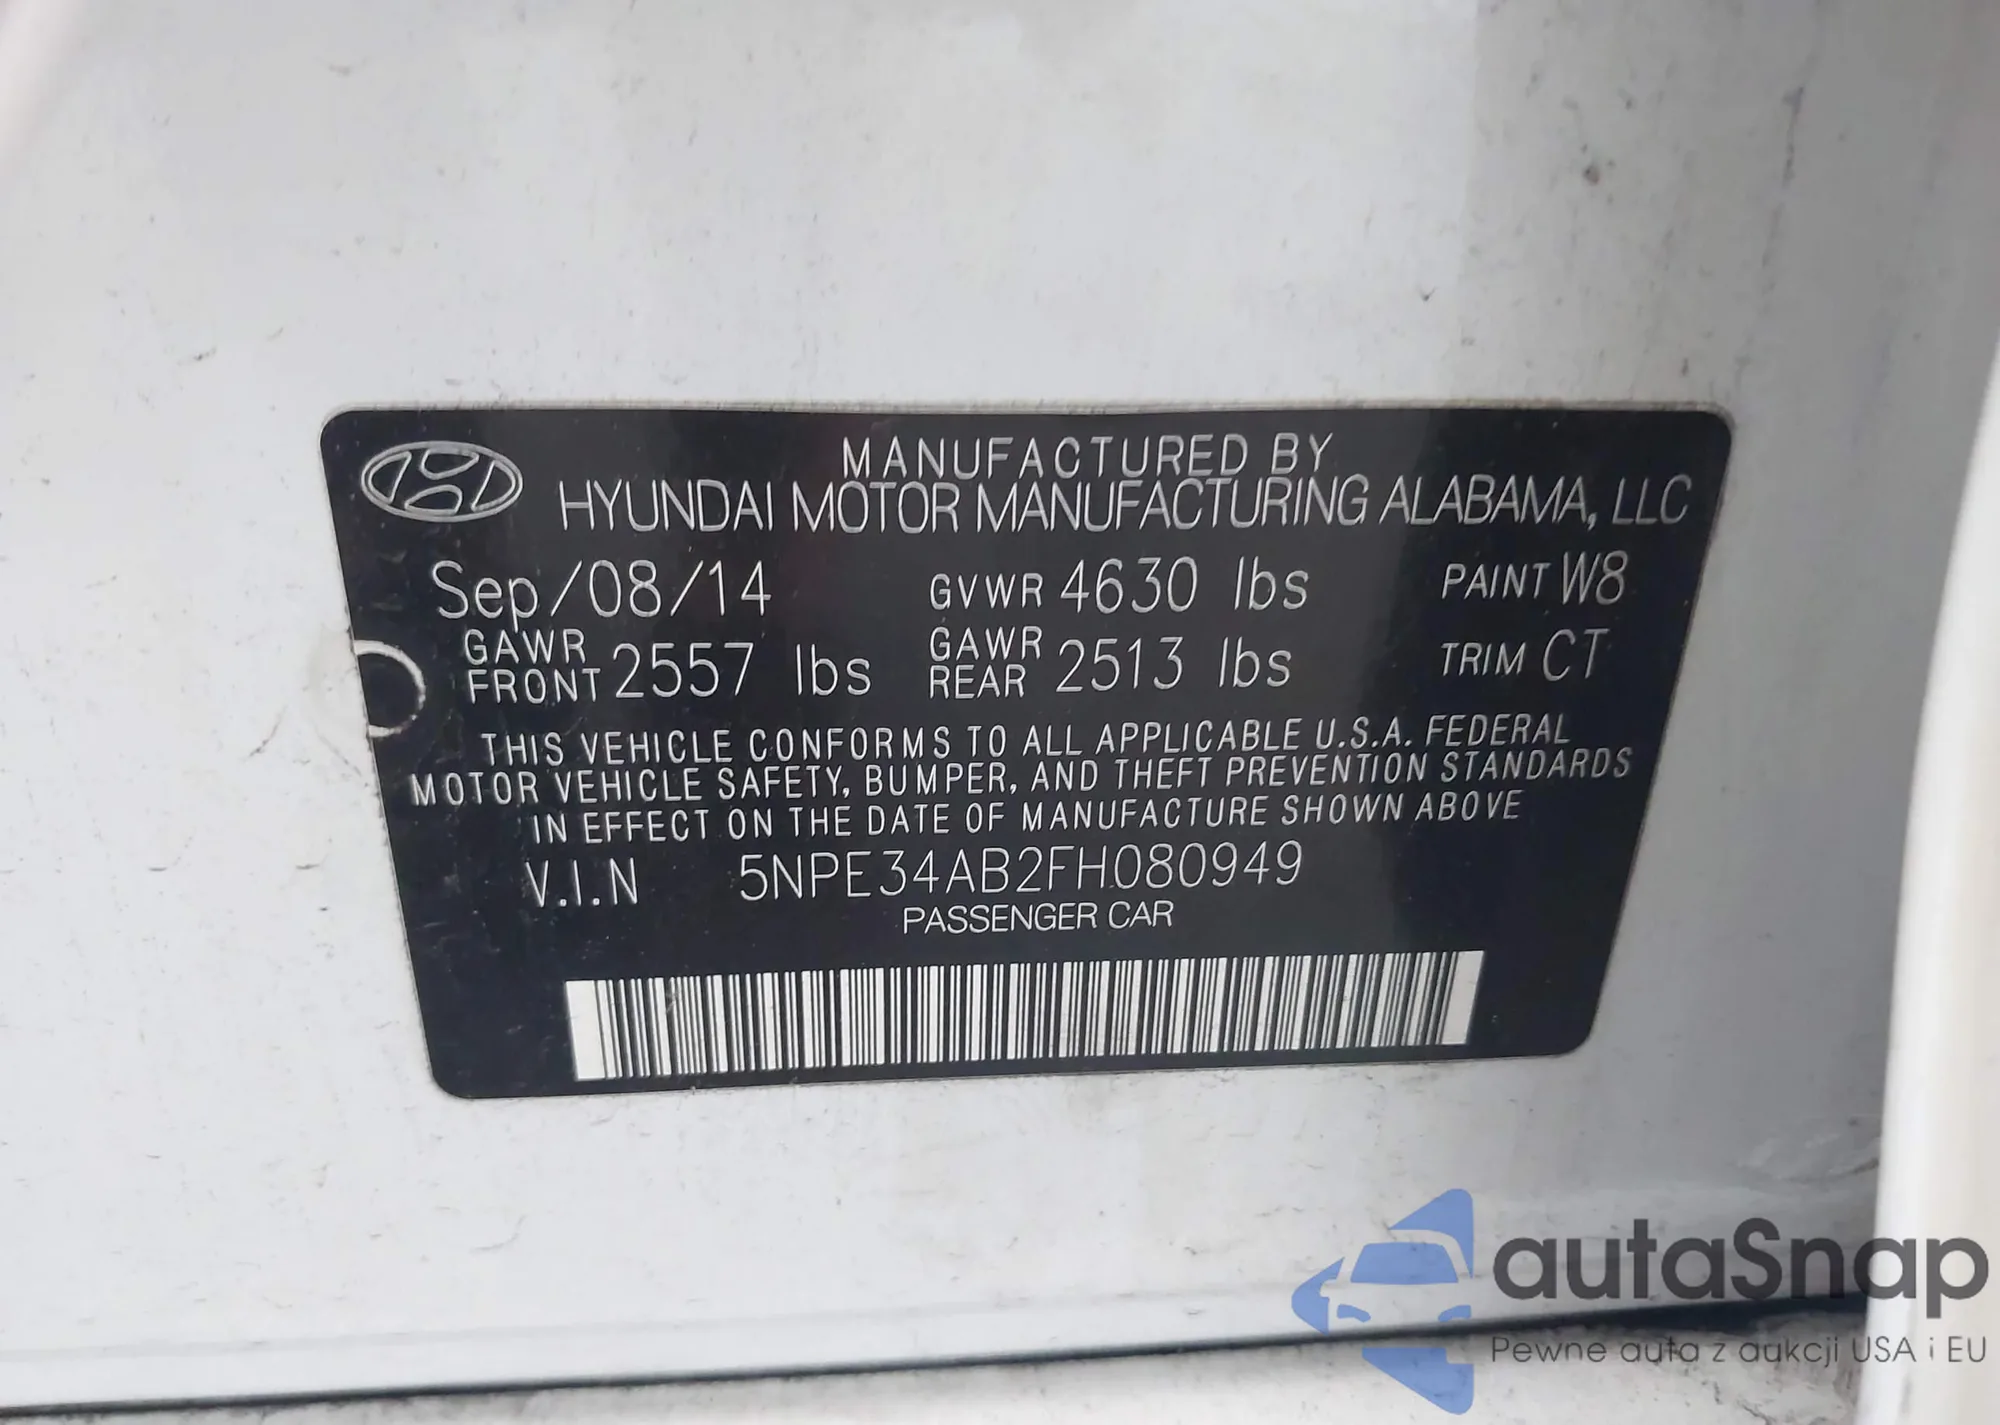 MANUFACTURED BY
HYUNDAI MOTOR MANUFACTURING ALABAMA, LLC
Sep/08/14 GVWR 4630 lbs PAINT W8
GAWR FRONT 2557 lbs GAWR REAR 2513 lbs TRIM CT
THIS VEHICLE CONFORMS TO ALL APPLICABLE U.S.A. FEDERAL
MOTOR VEHICLE SAFETY, BUMPER, AND THEFT PREVENTION STANDARDS
IN EFFECT ON THE DATE OF MANUFACTURE SHOWN ABOVE
V.I.N 5NPE34AB2FH080949
PASSENGER CAR
autaSnap
Pewne auta z aukcji USA i EU